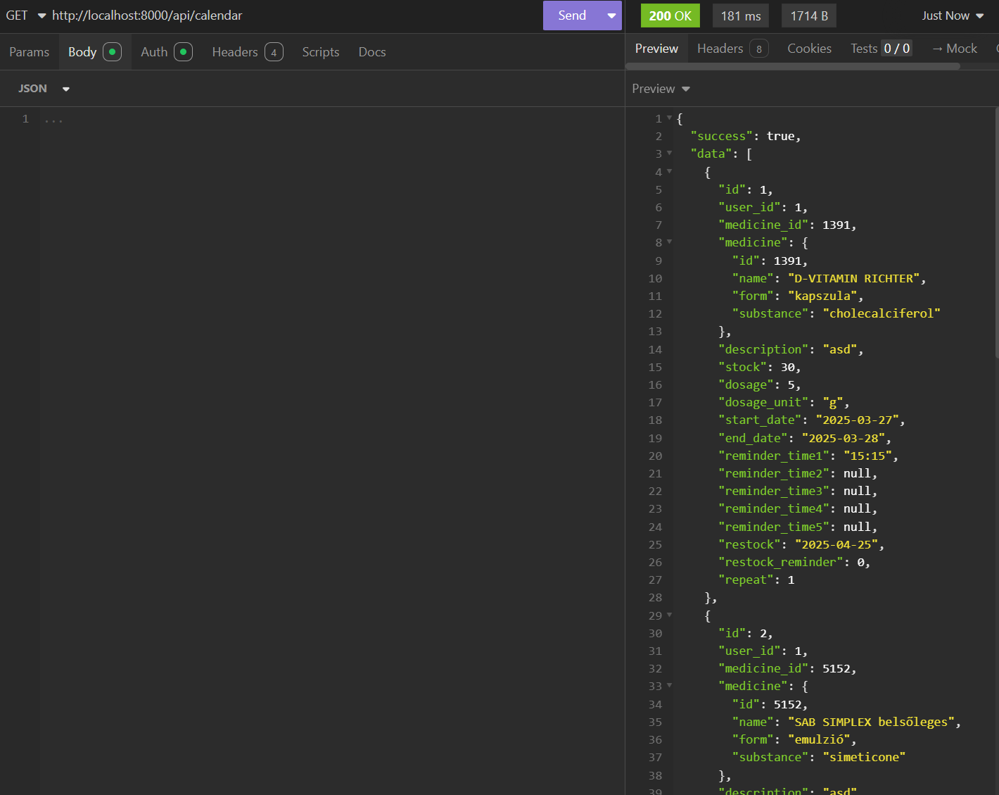 GET http://localhost:8000/api/calendar Send
Params Body Auth Headers 4 Scripts Docs
JSON
1 ...
200 OK 181 ms 1714 B Just Now
Preview Headers 8 Cookies Tests 0 / 0 → Mock
Preview
1 {
2 "success": true,
3 "data": [
4 {
5 "id": 1,
6 "user_id": 1,
7 "medicine_id": 1391,
8 "medicine": {
9 "id": 1391,
10 "name": "D-VITAMIN RICHTER",
11 "form": "kapszula",
12 "substance": "cholecalciferol"
13 },
14 "description": "asd",
15 "stock": 30,
16 "dosage": 5,
17 "dosage_unit": "g",
18 "start_date": "2025-03-27",
19 "end_date": "2025-03-28",
20 "reminder_time1": "15:15",
21 "reminder_time2": null,
22 "reminder_time3": null,
23 "reminder_time4": null,
24 "reminder_time5": null,
25 "restock": "2025-04-25",
26 "restock_reminder": 0,
27 "repeat": 1
28 },
29 {
30 "id": 2,
31 "user_id": 1,
32 "medicine_id": 5152,
33 "medicine": {
34 "id": 5152,
35 "name": "SAB SIMPLEX belsőleges",
36 "form": "emulzió",
37 "substance": "simeticone"
38 },
39 "description": "asd"